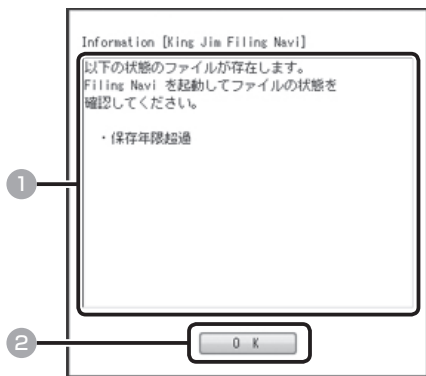 Information [King Jim Filing Navi]
以下の状態のファイルが存在します。
Filing Navi を起動してファイルの状態を
確認してください。
・保存年限超過
1
2
O K